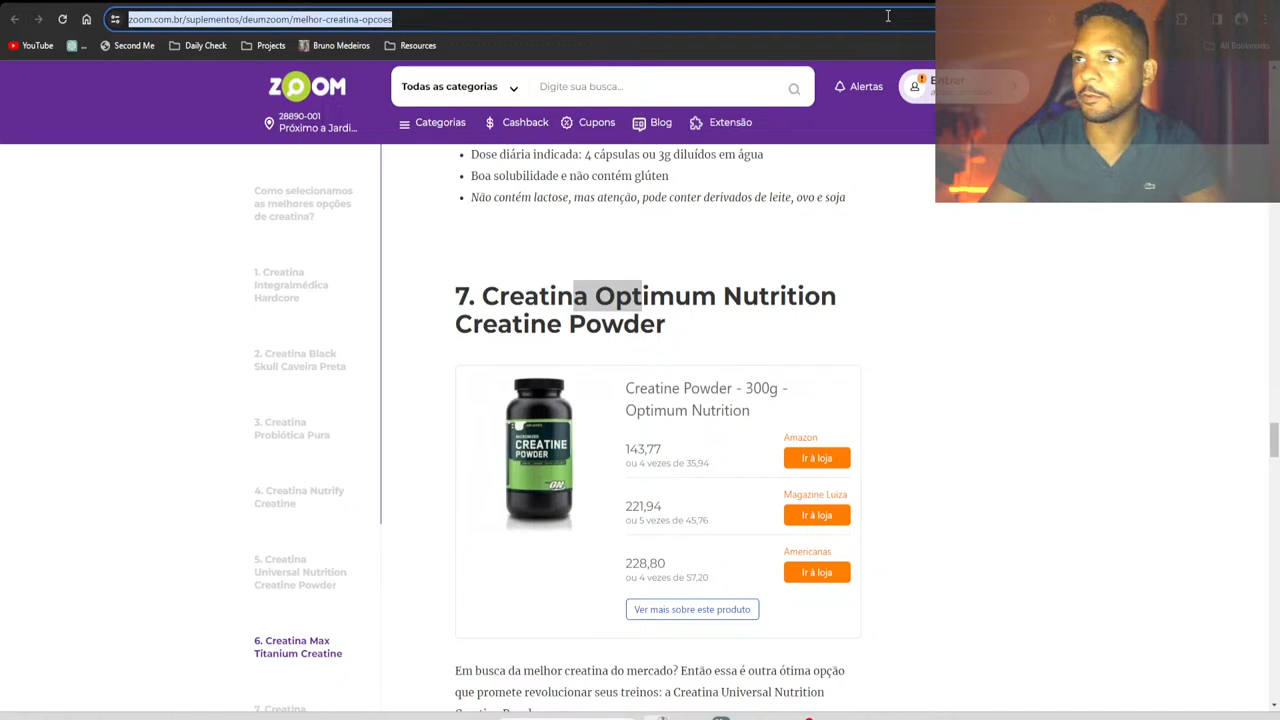 zoom.com.br/suplementos/deumzoom/melhor-creatina-opcoes
YouTube
Second Me
Daily Check
Projects
Bruno Medeiros
Resources
All Bookmarks
ZOOM
Todas as categorias
Digite sua busca...
Alertas
Entrar
28890-001
Próximo a Jardi...
Categorias
Cashback
Cupons
Blog
Extensão
Dose diária indicada: 4 cápsulas ou 3g diluídos em água
Boa solubilidade e não contém glúten
Não contém lactose, mas atenção, pode conter derivados de leite, ovo e soja
Como selecionamos
as melhores opções
de creatina?
1. Creatina
Integralmédica
Hardcore
2. Creatina Black
Skull Caveira Preta
3. Creatina
Probiótica Pura
4. Creatina Nutrify
Creatine
5. Creatina
Universal Nutrition
Creatine Powder
6. Creatina Max
Titanium Creatine
7. Creatina
7. Creatina Optimum Nutrition
Creatine Powder
CREATINE
POWDER
ON
Creatine Powder - 300g -
Optimum Nutrition
143,77
ou 4 vezes de 35,94
Amazon
Ir à loja
221,94
ou 5 vezes de 45,76
Magazine Luiza
Ir à loja
228,80
ou 4 vezes de 57,20
Americanas
Ir à loja
Ver mais sobre este produto
Em busca da melhor creatina do mercado? Então essa é outra ótima opção
que promete revolucionar seus treinos: a Creatina Universal Nutrition